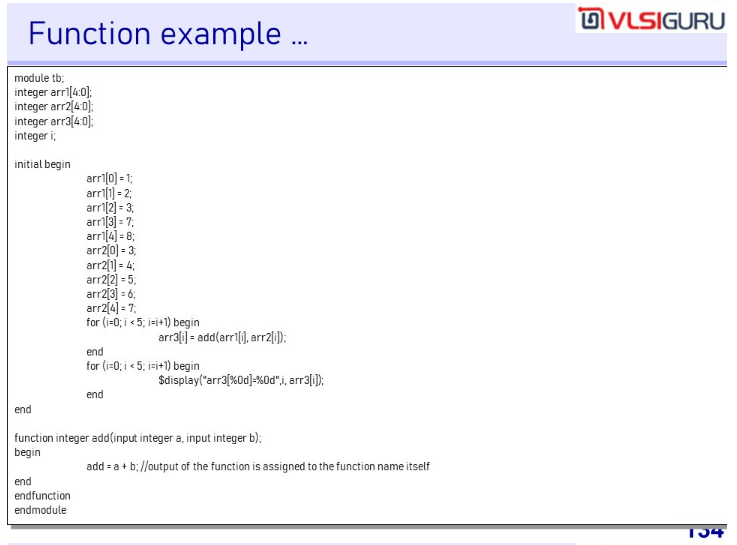 Function example ...
VLSIGURU
module tb;
integer arr1[4:0];
integer arr2[4:0];
integer arr3[4:0];
integer i;
initial begin
arr1[0] = 1;
arr1[1] = 2;
arr1[2] = 3;
arr1[3] = 7;
arr1[4] = 8;
arr2[0] = 3;
arr2[1] = 4;
arr2[2] = 5;
arr2[3] = 6;
arr2[4] = 7;
for (i=0; i < 5; i=i+1) begin
arr3[i] = add(arr1[i], arr2[i]);
end
for (i=0; i < 5; i=i+1) begin
$display("arr3[%0d]=%0d",i, arr3[i]);
end
end
function integer add(input integer a, input integer b);
begin
add = a + b; //output of the function is assigned to the function name itself
end
endfunction
endmodule